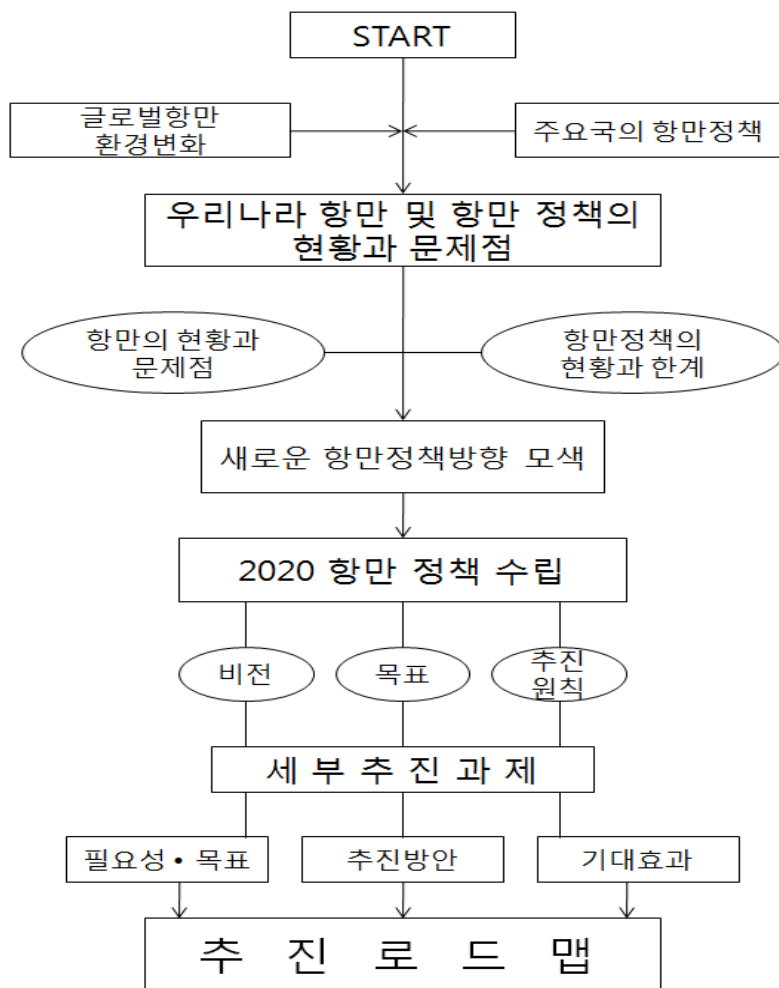 START
글로벌항만
환경변화
주요국의 항만정책
우리나라 항만 및 항만 정책의
현황과 문제점
항만의 현황과
문제점
항만정책의
현황과 한계
새로운 항만정책방향 모색
2020 항만 정책 수립
비전
목표
추진
원칙
세 부 추 진 과 제
필요성 • 목표
추진방안
기대효과
추 진 로 드 맵